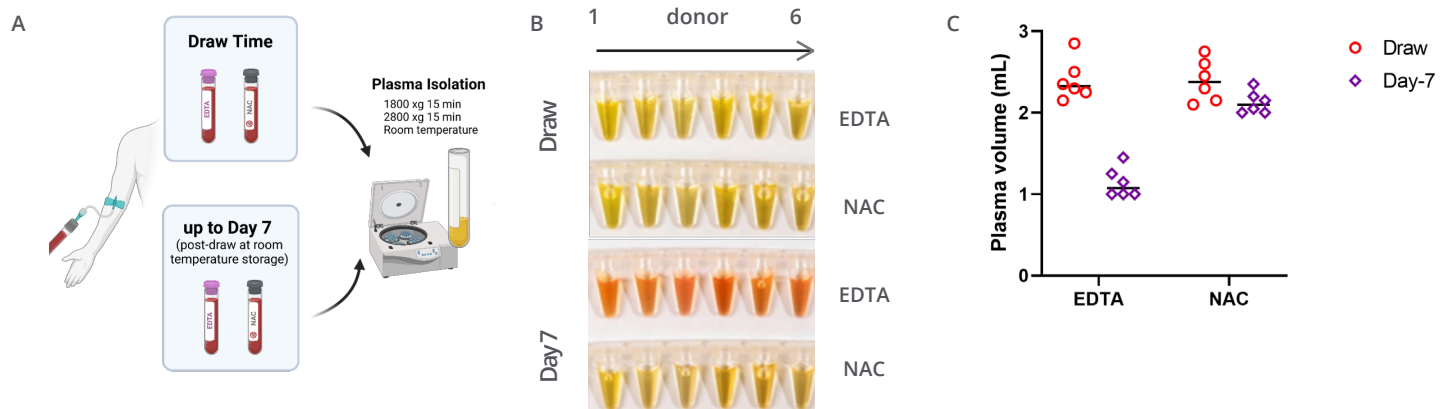 A
Draw Time
EDTA
NAC
up to Day 7
(post-draw at room
temperature storage)
EDTA
NAC
Plasma Isolation
1800 xg 15 min
2800 xg 15 min
Room temperature
B
1 donor 6
Draw
EDTA
NAC
Day 7
EDTA
NAC
C
Plasma volume (mL)
3
2
1
0
EDTA NAC
Draw
Day-7